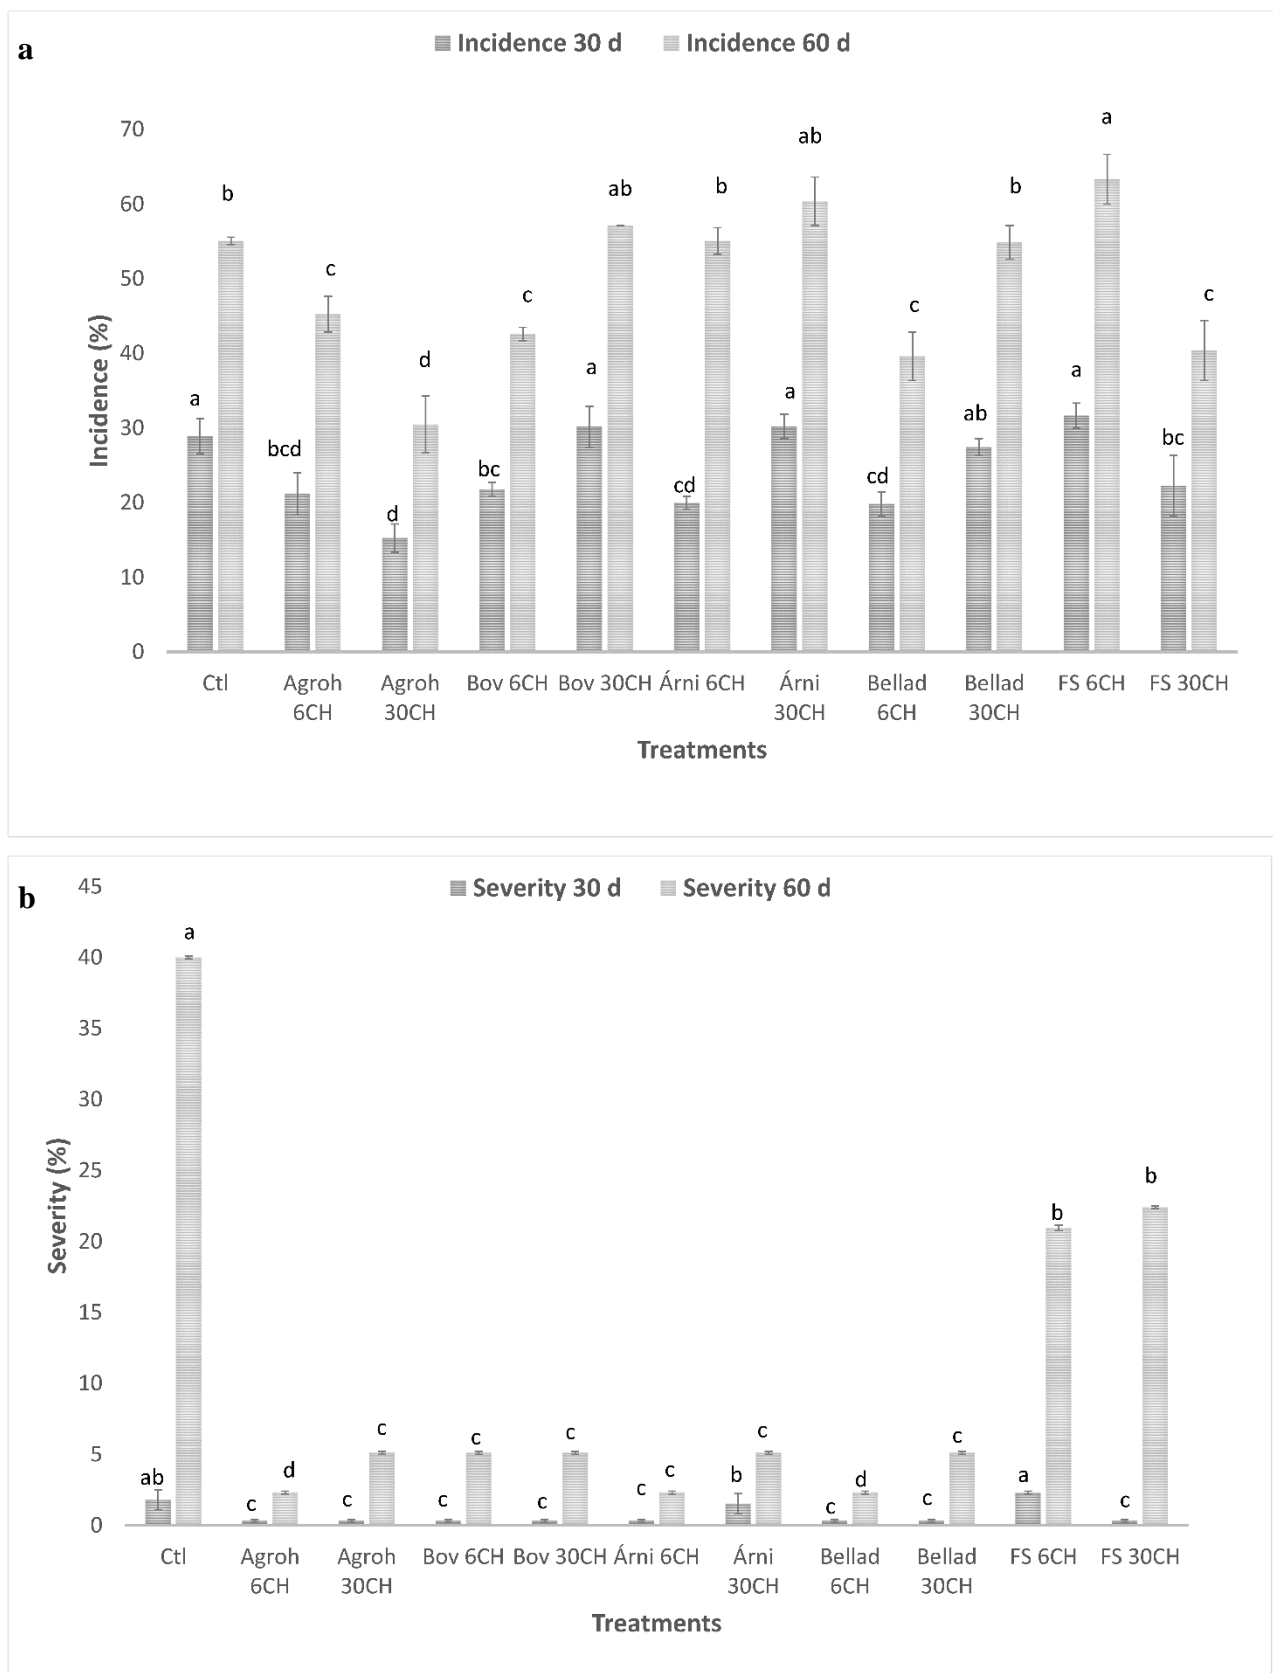 a
Incidence 30 d Incidence 60 d
70
60
50
40
30
20
10
0
Incidence (%)
a b bcd c d d bc c a ab cd b a ab cd c ab b a a bc c
Ctl Agroh 6CH Agroh 30CH Bov 6CH Bov 30CH Árni 6CH Árni 30CH Bellad 6CH Bellad 30CH FS 6CH FS 30CH
Treatments
b
Severity 30 d Severity 60 d
45
40
35
30
25
20
15
10
5
0
Severity (%)
ab a c d c c c c c c c c b c c d c c a b c b
Ctl Agroh 6CH Agroh 30CH Bov 6CH Bov 30CH Árni 6CH Árni 30CH Bellad 6CH Bellad 30CH FS 6CH FS 30CH
Treatments